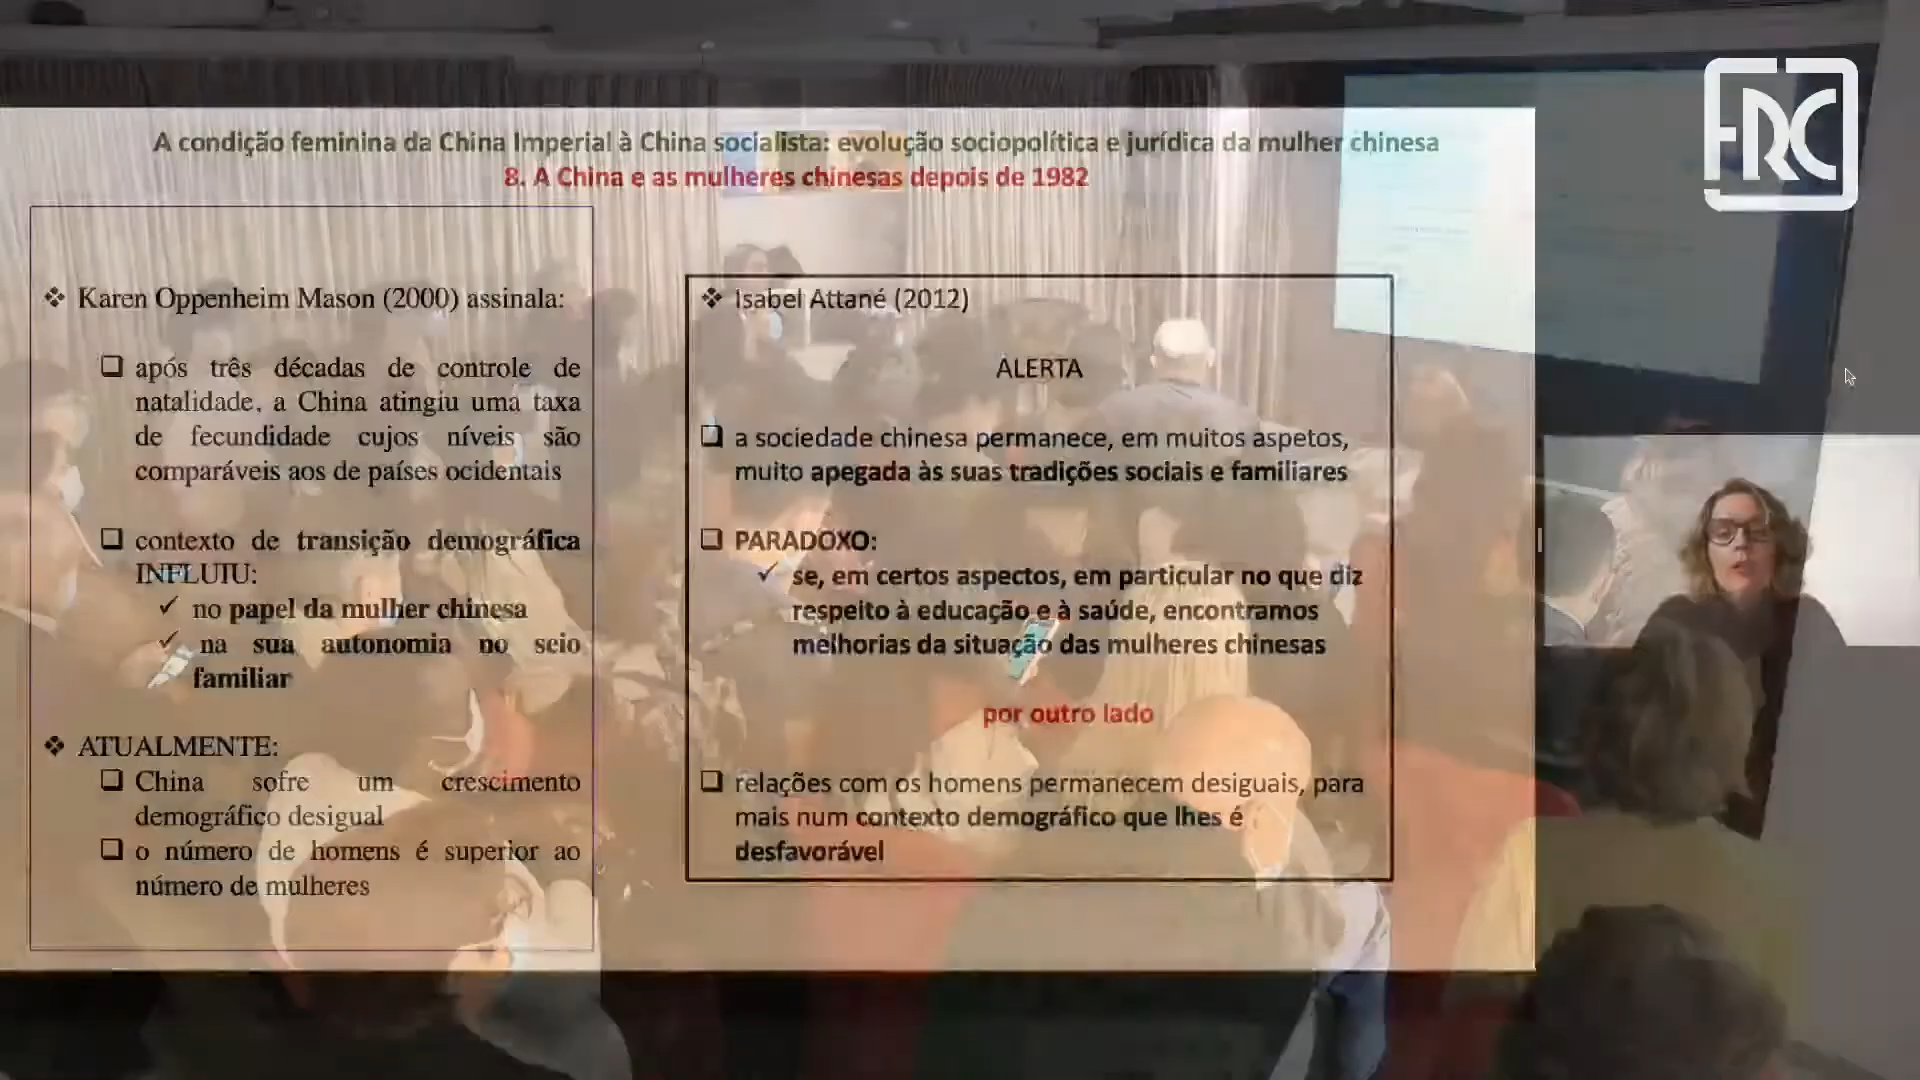 FRC
A condição feminina da China Imperial à China socialista: evolução sociopolítica e jurídica da mulher chinesa
8. A China e as mulheres chinesas depois de 1982
❖ Karen Oppenheim Mason (2000) assinala:
❑ após três décadas de controle de
natalidade, a China atingiu uma taxa
de fecundidade cujos níveis são
comparáveis aos de países ocidentais
❑ contexto de transição demográfica
INFLUIU:
✓ no papel da mulher chinesa
✓ na sua autonomia no seio
familiar
❖ ATUALMENTE:
❑ China sofre um crescimento
demográfico desigual
❑ o número de homens é superior ao
número de mulheres
❖ Isabel Attané (2012)
ALERTA
❑ a sociedade chinesa permanece, em muitos aspetos,
muito apegada às suas tradições sociais e familiares
❑ PARADOXO:
✓ se, em certos aspectos, em particular no que diz
respeito à educação e à saúde, encontramos
melhorias da situação das mulheres chinesas
por outro lado
❑ relações com os homens permanecem desiguais, para
mais num contexto demográfico que lhes é
desfavorável